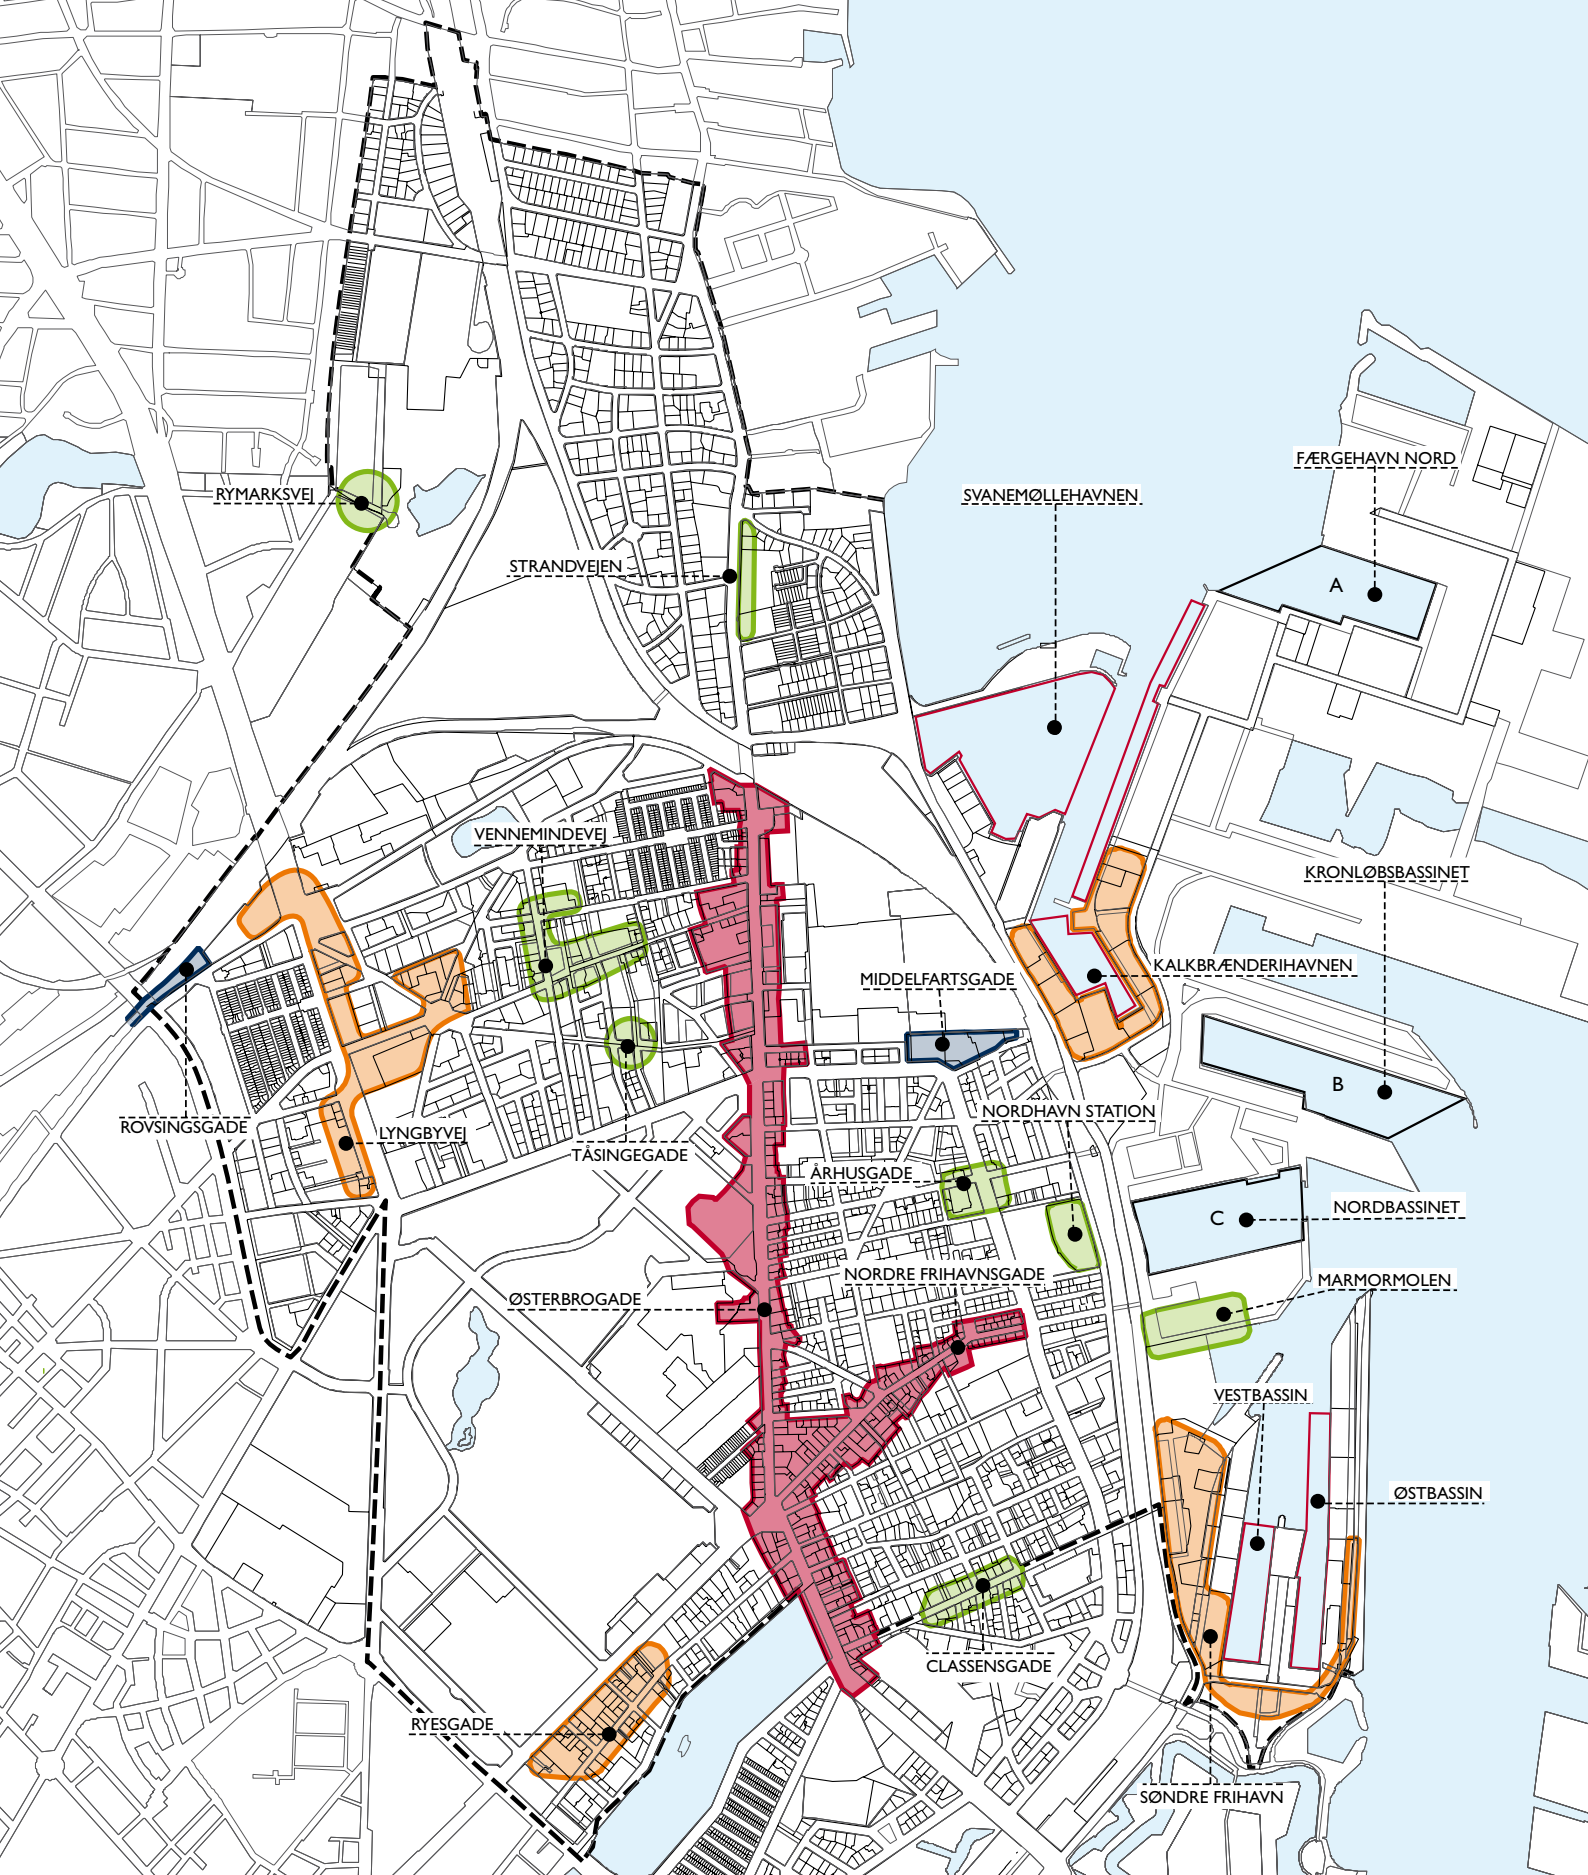 FÆRGEHAVN NORD
RYMARKSVEJ
SVANEMØLLEHAVNEN
STRANDVEJEN
A
VENNEMINDEVEJ
KRONLØBSBASSINET
KALKBRÆNDERIHAVNEN
MIDDELFARTSGADE
B
NORDHAVN STATION
ROVSINGSGADE
LYNGBYVEJ
TÅSINGEGADE
ÅRHUSGADE
NORDBASSINET
C
NORDRE FRIHAVNSGADE
MARMORMOLEN
ØSTERBROGADE
VESTBASSIN
ØSTBASSIN
CLASSENSGADE
RYESGADE
SØNDRE FRIHAVN